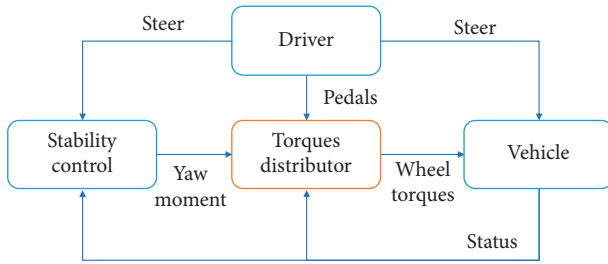 Steer
Driver
Steer
Pedals
Stability
control
Torques
distributor
Vehicle
Yaw
moment
Wheel
torques
Status